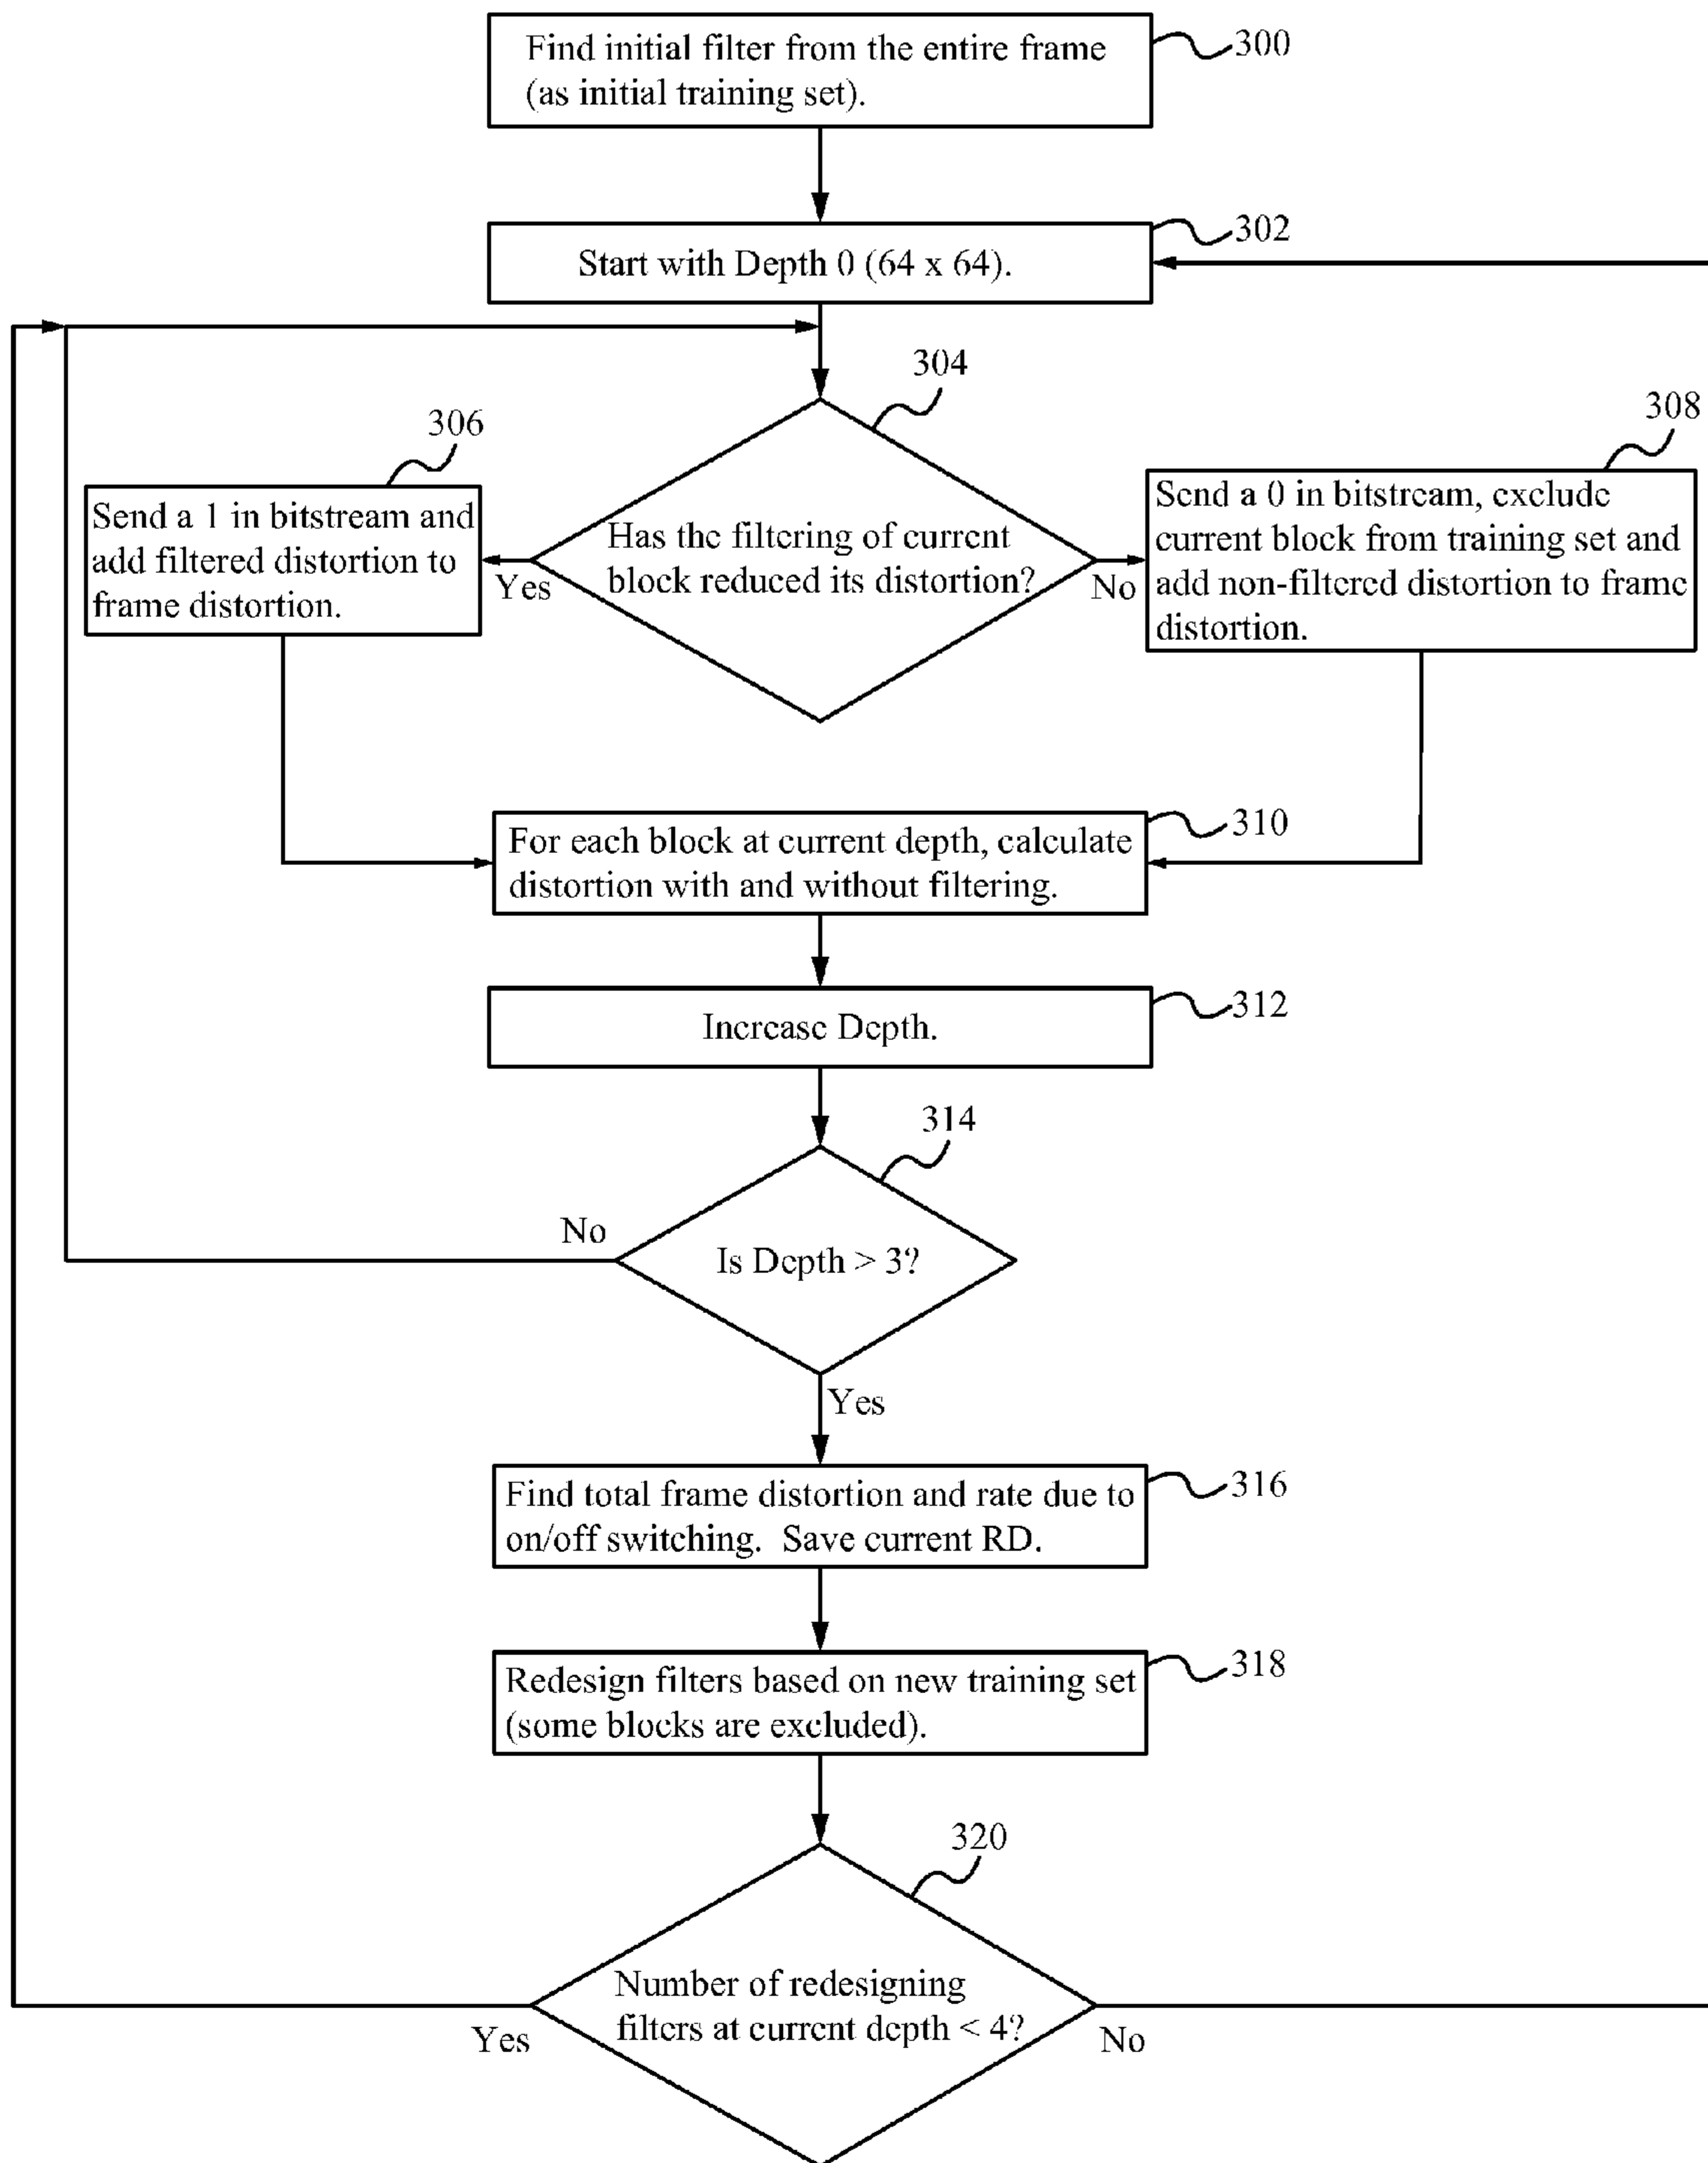 Find initial filter from the entire frame
(as initial training set).
300
302
Start with Depth 0 (64 x 64).
304
306
308
Send a 1 in bitstream and
add filtered distortion to
frame distortion.
Has the filtering of current
block reduced its distortion?
Yes
No
Send a 0 in bitstream, exclude
current block from training set and
add non-filtered distortion to frame
distortion.
310
For each block at current depth, calculate
distortion with and without filtering.
312
Increase Depth.
314
No
Is Depth > 3?
Yes
316
Find total frame distortion and rate due to
on/off switching.  Save current RD.
318
Redesign filters based on new training set
(some blocks are excluded).
320
Number of redesigning
filters at current depth < 4?
Yes
No